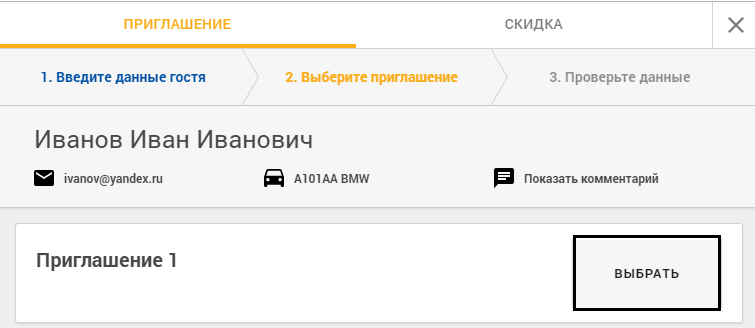 ПРИГЛАШЕНИЕ СКИДКА
1. Введите данные гостя 2. Выберите приглашение 3. Проверьте данные
Иванов Иван Иванович
ivanov@yandex.ru А101АА BMW Показать комментарий
Приглашение 1 ВЫБРАТЬ